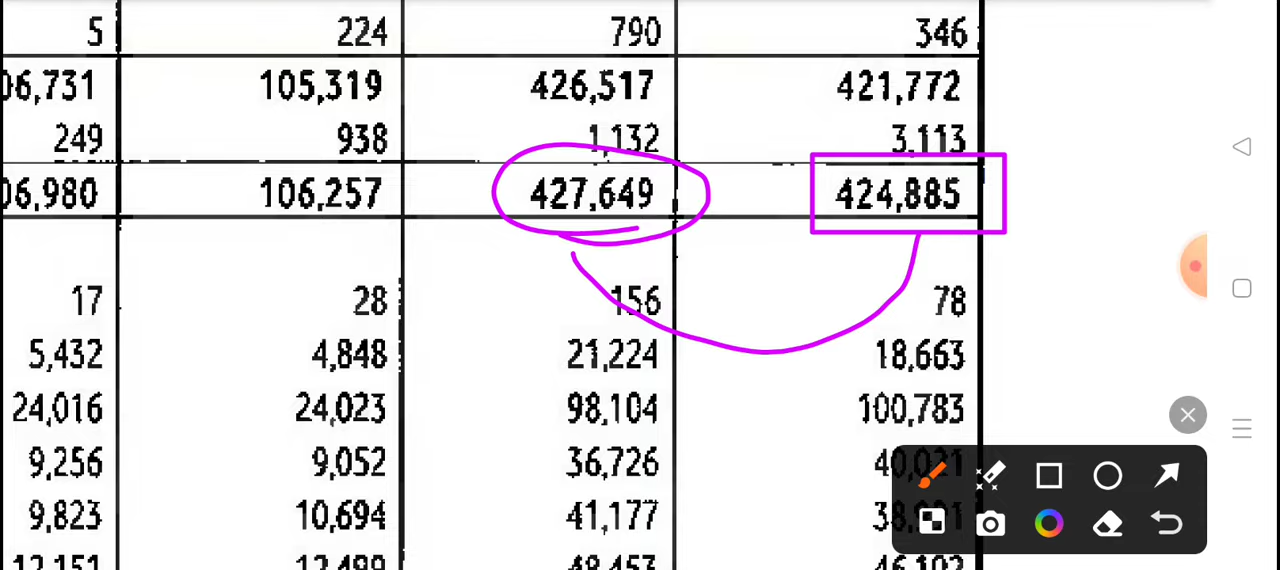 5 224 790 346
06,731 105,319 426,517 421,772
249 938 1,132 3,113
06,980 106,257 427,649 424,885
17 28 156 78
5,432 4,848 21,224 18,663
24,016 24,023 98,104 100,783
9,256 9,052 36,726
9,823 10,694 41,177